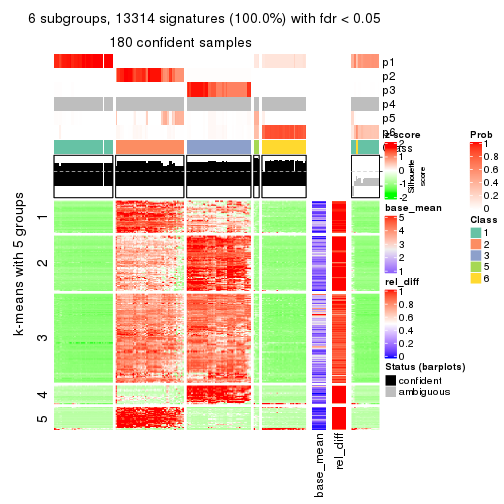 6 subgroups, 13314 signatures (100.0%) with fdr < 0.05
180 confident samples
p1
p2
p3
p4
p5
p6
Class
z-score
2
1
0
-1
-2
Silhouette
score
Prob
1
0.8
0.6
0.4
0.2
0
base_mean
5
4
3
2
1
Class
1
2
3
5
6
rel_diff
1
0.8
0.6
0.4
0.2
0
Status (barplots)
confident
ambiguous
k-means with 5 groups
1
2
3
4
5
base_mean
rel_diff